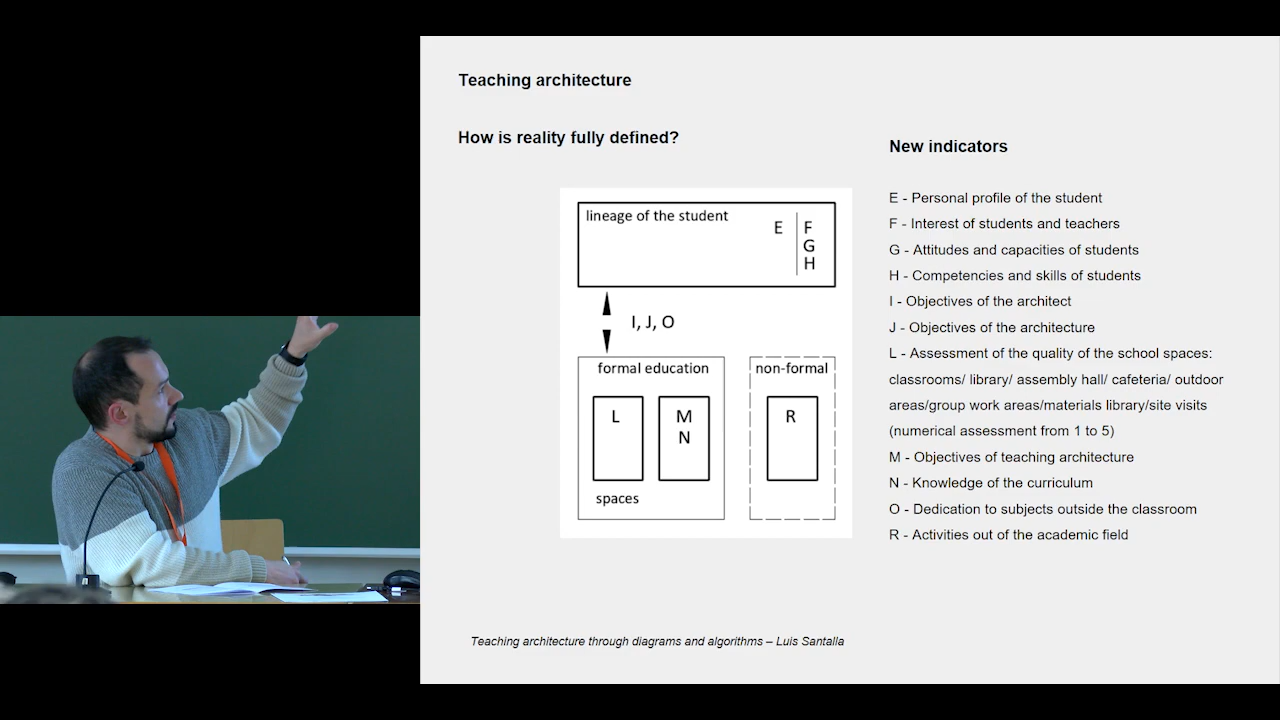 Teaching architecture
How is reality fully defined?
lineage of the student
E
F
G
H
I, J, O
formal education
L
M
N
spaces
non-formal
R
New indicators
E - Personal profile of the student
F - Interest of students and teachers
G - Attitudes and capacities of students
H - Competencies and skills of students
I - Objectives of the architect
J - Objectives of the architecture
L - Assessment of the quality of the school spaces:
classrooms/ library/ assembly hall/ cafeteria/ outdoor
areas/group work areas/materials library/site visits
(numerical assessment from 1 to 5)
M - Objectives of teaching architecture
N - Knowledge of the curriculum
O - Dedication to subjects outside the classroom
R - Activities out of the academic field
Teaching architecture through diagrams and algorithms – Luis Santalla